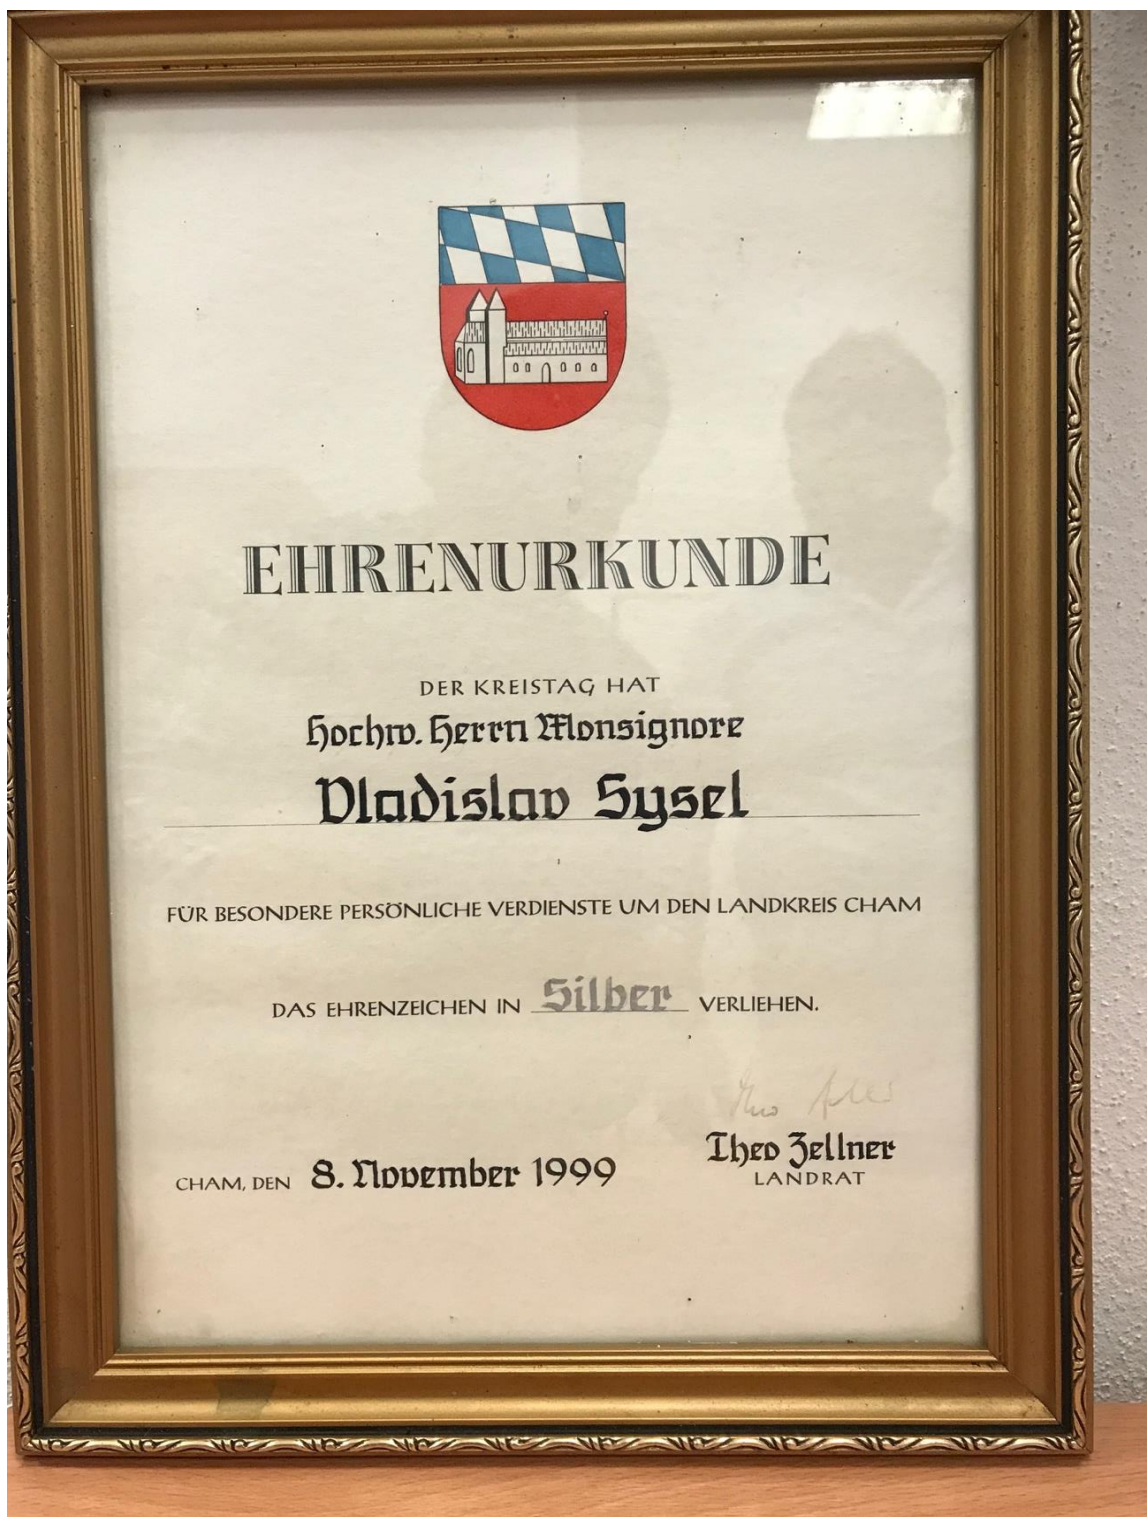 EHRENURKUNDE
DER KREISTAG HAT
Hochw. Herrn Monsignore
Vladislav Sysel
FÜR BESONDERE PERSÖNLICHE VERDIENSTE UM DEN LANDKREIS CHAM
DAS EHRENZEICHEN IN Silber VERLIEHEN.
CHAM, DEN 8. November 1999
Theo Zellner
LANDRAT